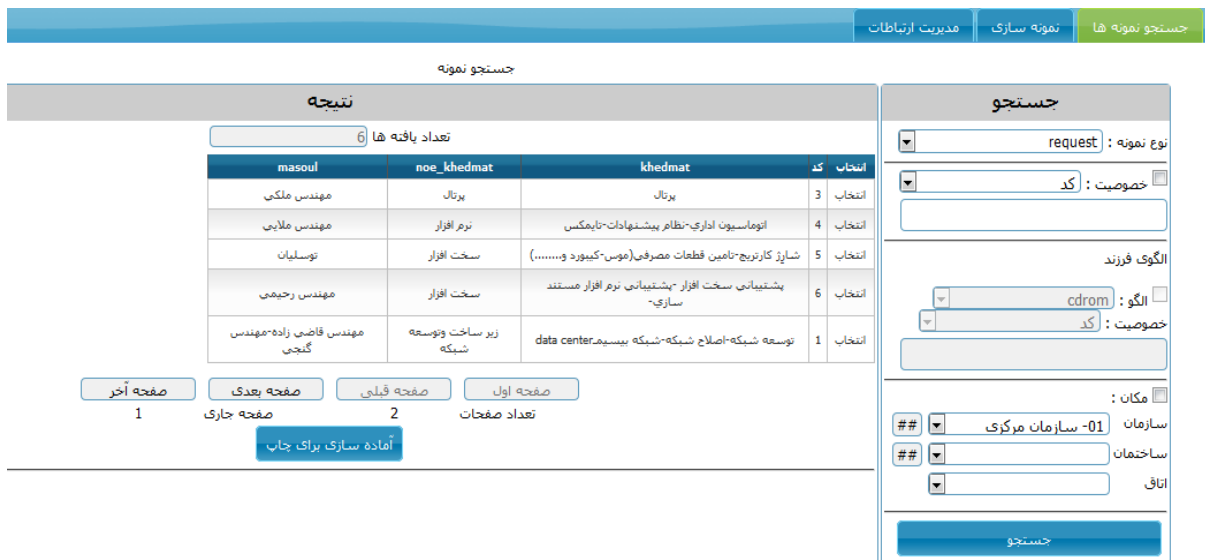 جستجو نمونه ها
نمونه سازی
مدیریت ارتباطات
جستجو نمونه
جستجو
نوع نمونه : request
خصوصیت : کد
الگوی فرزند
الگو : cdrom
خصوصیت : کد
مکان :
سازمان 01- سازمان مرکزی ##
ساختمان ##
اتاق
جستجو
نتیجه
تعداد یافته ها 6
انتخاب کد khedmat noe_khedmat masoul
انتخاب 3 پرتال پرتال مهندس ملکی
انتخاب 4 اتوماسیون اداري-نظام پیشنهادات-تایمکس نرم افزار مهندس ملایی
انتخاب 5 شارژ کارتریج-تامین قطعات مصرفی(موس-کیبورد و........) سخت افزار توسلیان
انتخاب 6 پشتیبانی سخت افزار -پشتیبانی نرم افزار مستند سخت افزار مهندس رحیمی
سازي-
انتخاب 1 توسعه شبکه-اصلاح شبکه-شبکه بیسیم-data center زیر ساخت وتوسعه مهندس قاضی زاده-مهندس
شبکه گنجی
صفحه اول صفحه قبلی صفحه بعدی صفحه آخر
تعداد صفحات 2 صفحه جاری 1
آماده سازی برای چاپ